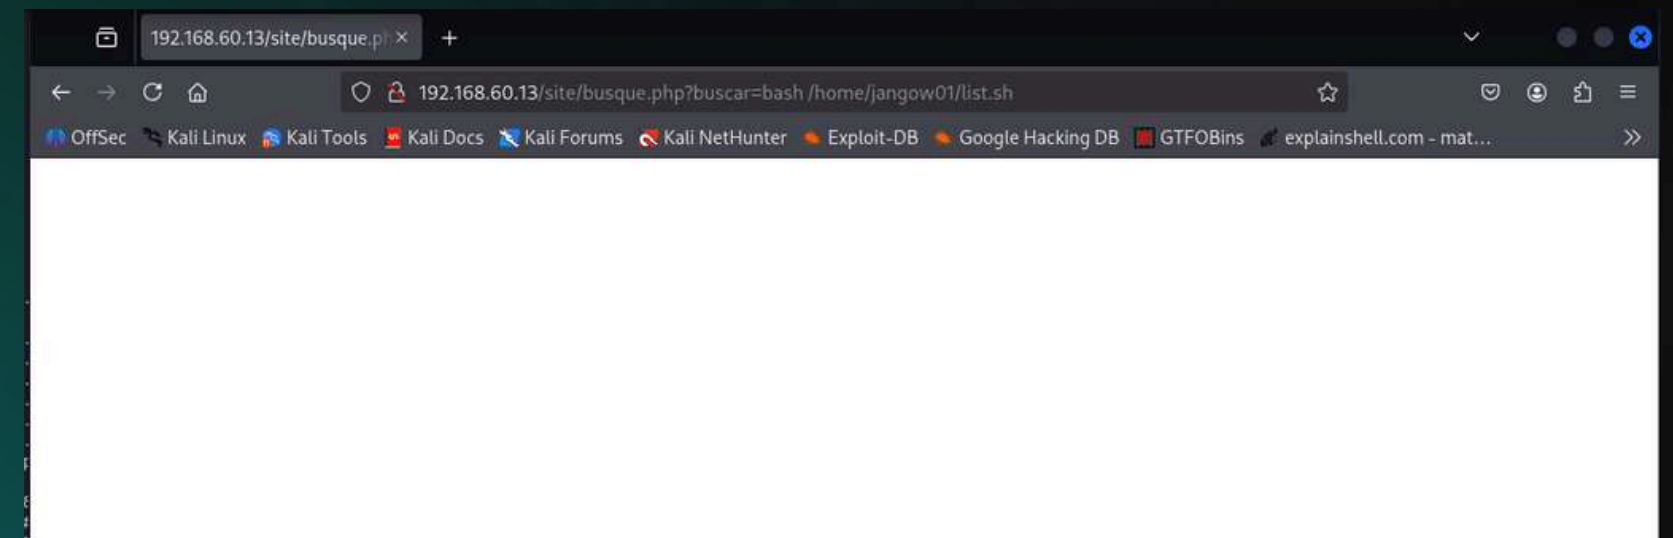 192.168.60.13/site/busque.ph
192.168.60.13/site/busque.php?buscar=bash /home/jangow01/list.sh
OffSec Kali Linux Kali Tools Kali Docs Kali Forums Kali NetHunter Exploit-DB Google Hacking DB GTFOBins explainshell.com - mat...